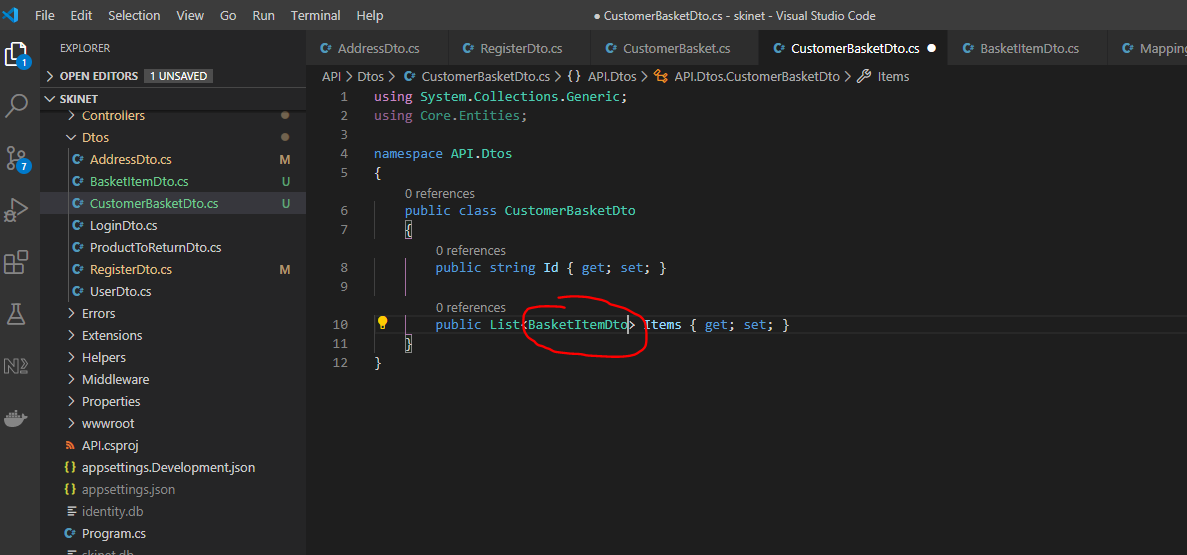 File Edit Selection View Go Run Terminal Help ● CustomerBasketDto.cs - skinet - Visual Studio Code
EXPLORER
AddressDto.cs RegisterDto.cs CustomerBasket.cs CustomerBasketDto.cs ● BasketItemDto.cs Mapping
OPEN EDITORS 1 UNSAVED
API > Dtos > CustomerBasketDto.cs > {} API.Dtos > API.Dtos.CustomerBasketDto > Items
SKINET
Controllers
Dtos
AddressDto.cs M
BasketItemDto.cs U
CustomerBasketDto.cs U
LoginDto.cs
ProductToReturnDto.cs
RegisterDto.cs M
UserDto.cs
Errors
Extensions
Helpers
Middleware
Properties
wwwroot
API.csproj
{} appsettings.Development.json
{} appsettings.json
identity.db
Program.cs
skinet.db
1
7
1 using System.Collections.Generic;
2 using Core.Entities;
3
4 namespace API.Dtos
5 {
0 references
6 public class CustomerBasketDto
7 {
0 references
8 public string Id { get; set; }
9
0 references
10 public List<BasketItemDto> Items { get; set; }
11 }
12 }